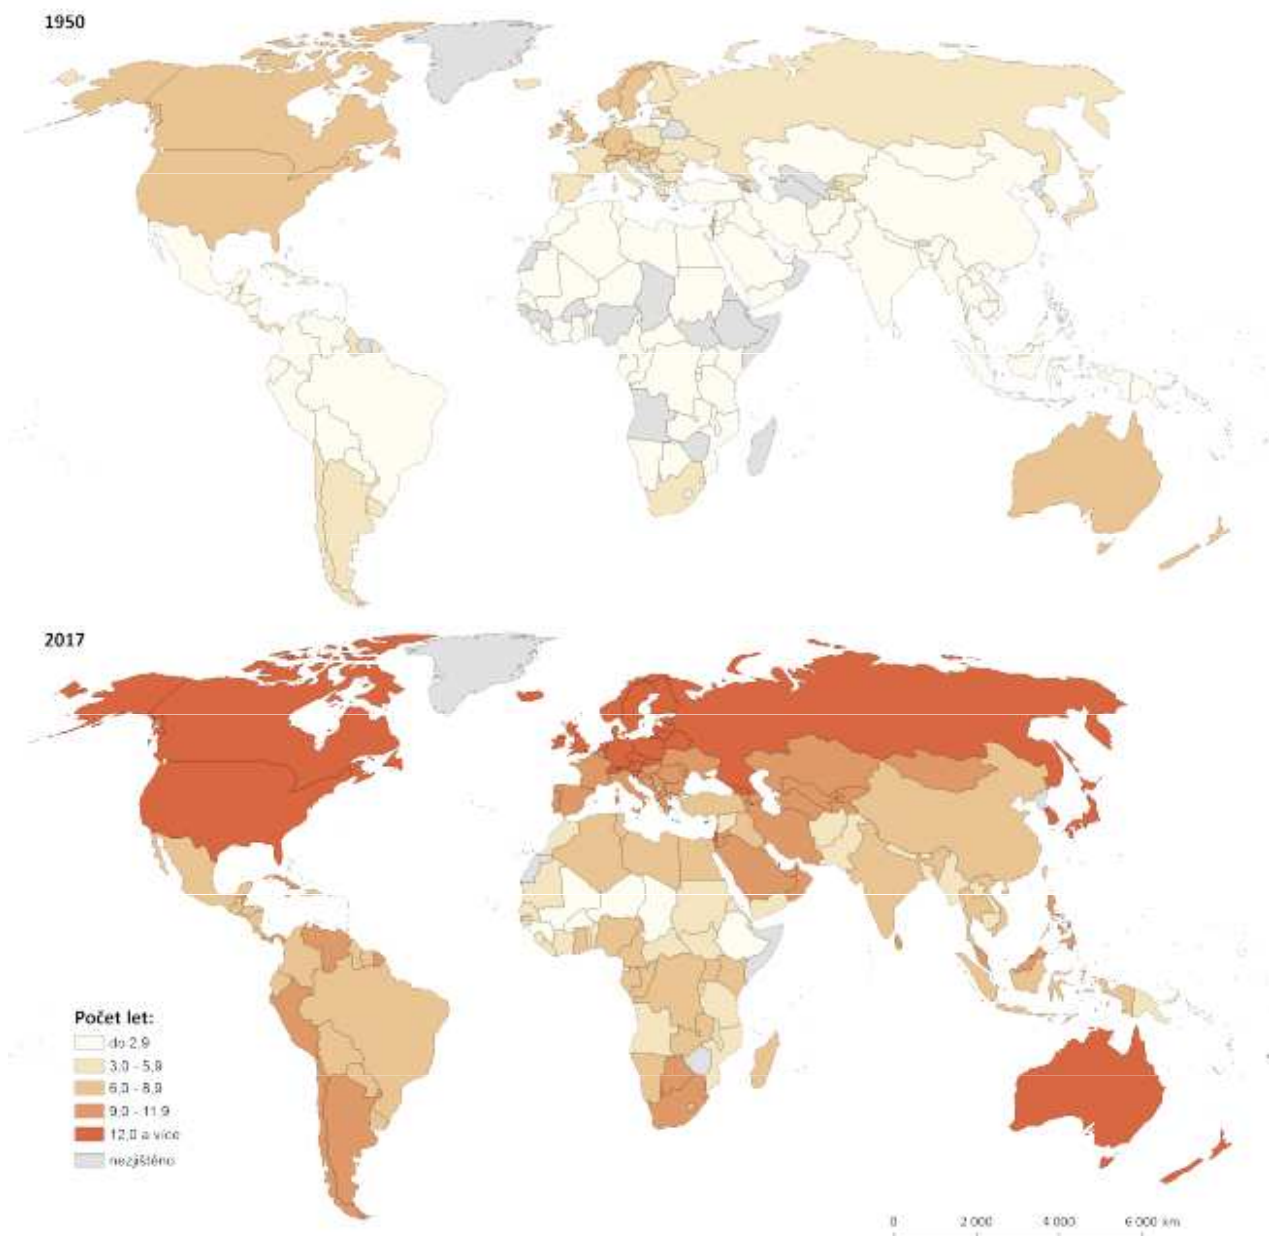 1950
2017
Počet let:
do 2,9
3,0 - 5,9
6,0 - 8,9
9,0 - 11,9
12,0 a více
nezjištěno
0 2 000 4 000 6 000 km